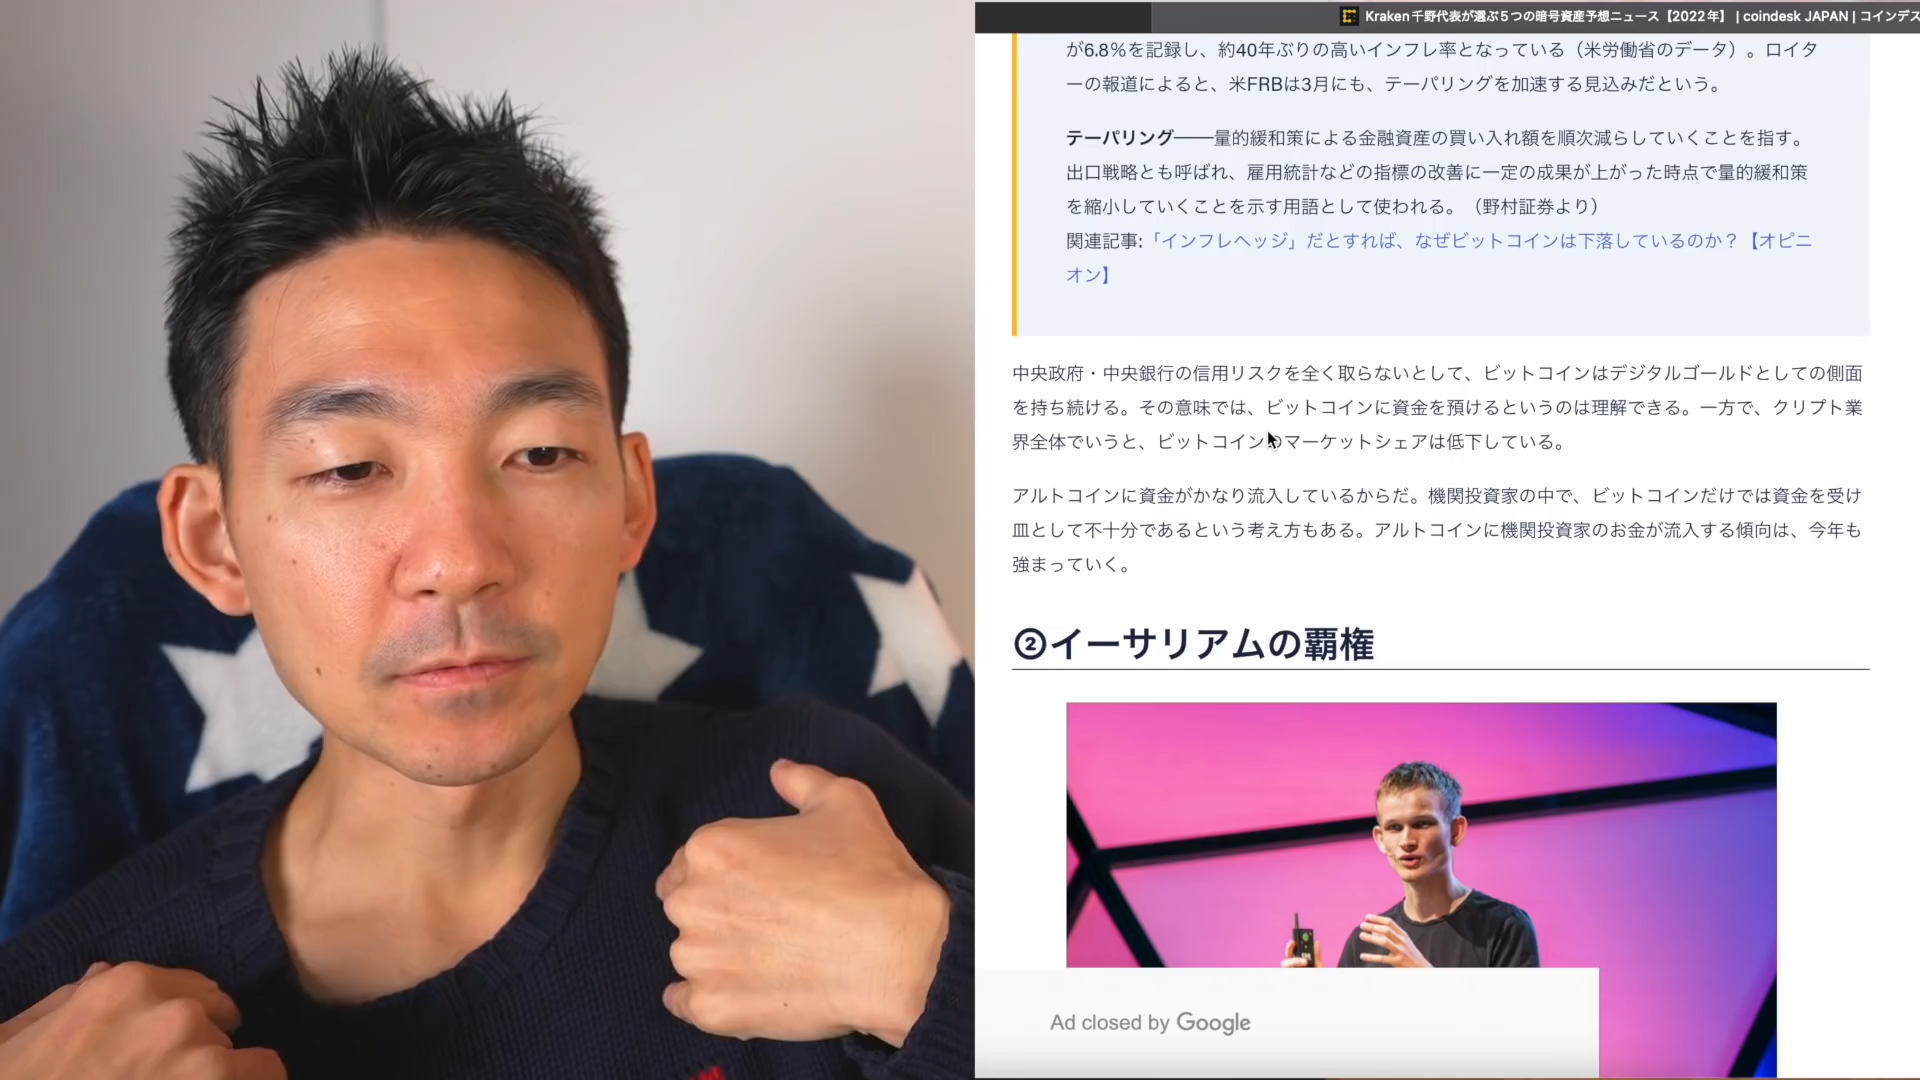 Kraken千野代表が選ぶ5つの暗号資産予想ニュース【2022年】 | coindesk JAPAN | コインデス
が6.8%を記録し、約40年ぶりの高いインフレ率となっている（米労働省のデータ）。ロイタ
ーの報道によると、米FRBは3月にも、テーパリングを加速する見込みだという。
テーパリング——量的緩和策による金融資産の買い入れ額を順次減らしていくことを指す。
出口戦略とも呼ばれ、雇用統計などの指標の改善に一定の成果が上がった時点で量的緩和策
を縮小していくことを示す用語として使われる。（野村証券より）
関連記事:「インフレヘッジ」だとすれば、なぜビットコインは下落しているのか？【オピニ
オン】
中央政府・中央銀行の信用リスクを全く取らないとして、ビットコインはデジタルゴールドとしての側面
を持ち続ける。その意味では、ビットコインに資金を預けるというのは理解できる。一方で、クリプト業
界全体でいうと、ビットコインのマーケットシェアは低下している。
アルトコインに資金がかなり流入しているからだ。機関投資家の中で、ビットコインだけでは資金を受け
皿として不十分であるという考え方もある。アルトコインに機関投資家のお金が流入する傾向は、今年も
強まっていく。
②イーサリアムの覇権
Ad closed by Google